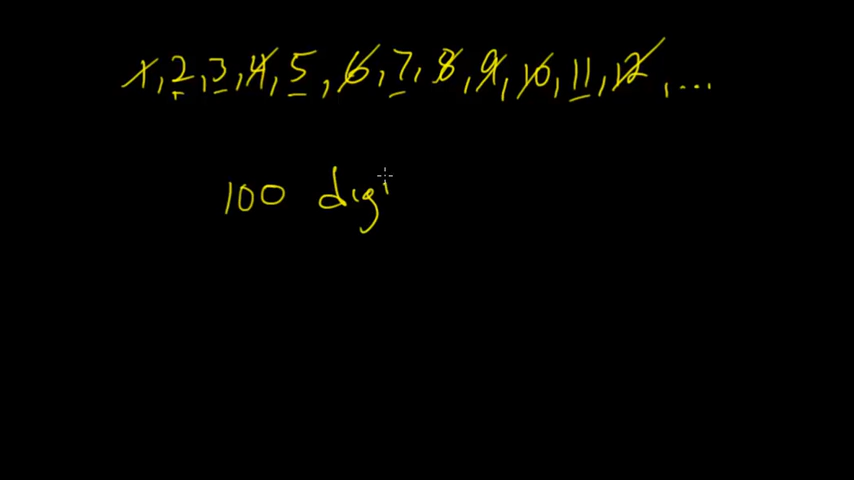 1, 2, 3, 4, 5, 6, 7, 8, 9, 10, 11, 12, ...
100 digi